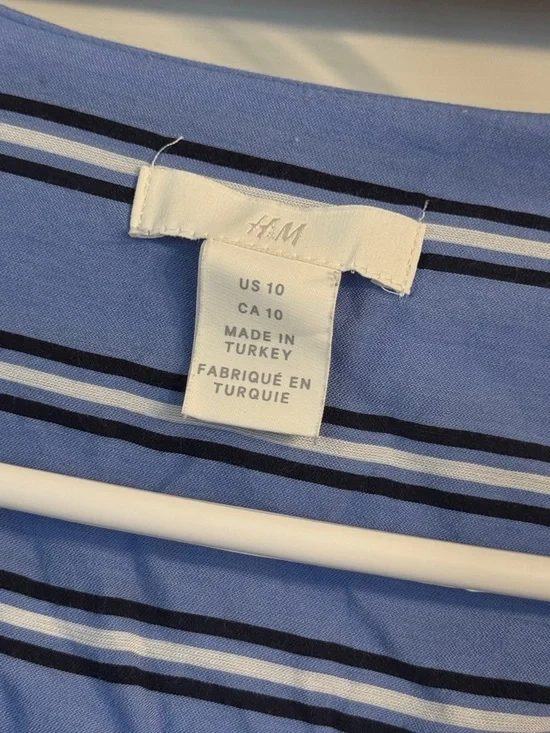 H&M
US 10
CA 10
MADE IN
TURKEY
FABRIQUÉ EN
TURQUIE